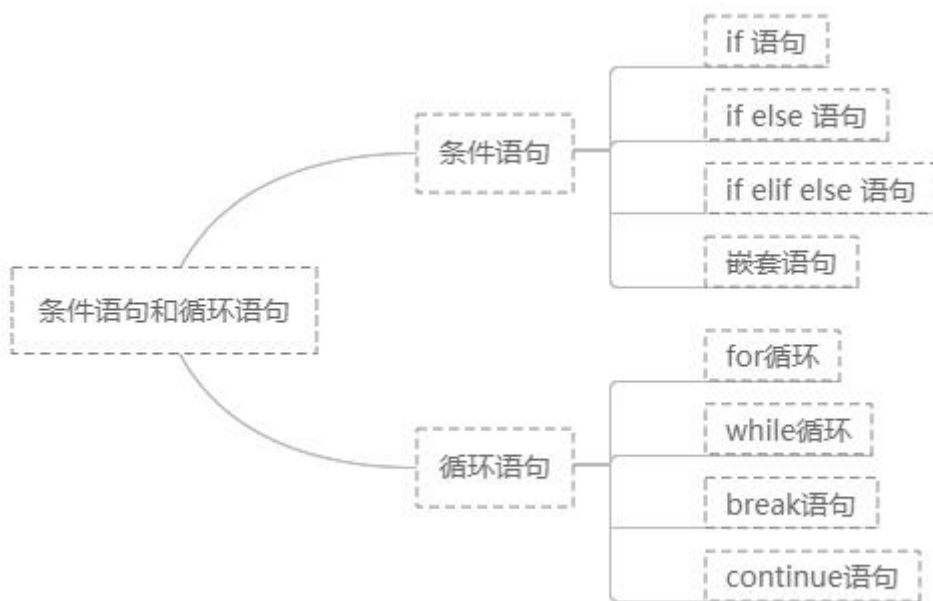 条件语句和循环语句
条件语句
if 语句
if else 语句
if elif else 语句
嵌套语句
循环语句
for循环
while循环
break语句
continue语句